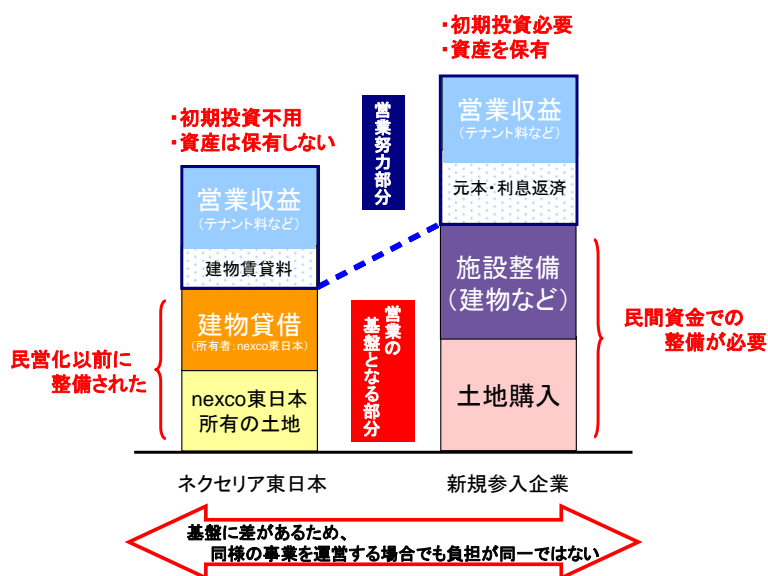 ・初期投資必要
・資産を保有
・初期投資不用
・資産は保有しない
営業努力部分
営業収益
(テナント料など)
元本・利息返済
営業収益
(テナント料など)
建物賃貸料
施設整備
(建物など)
建物貸借
(所有者:nexco東日本)
営業の
基盤となる部分
民間資金での
整備が必要
民営化以前に
整備された
nexco東日本
所有の土地
土地購入
ネクセリア東日本
新規参入企業
基盤に差があるため、
同様の事業を運営する場合でも負担が同一ではない